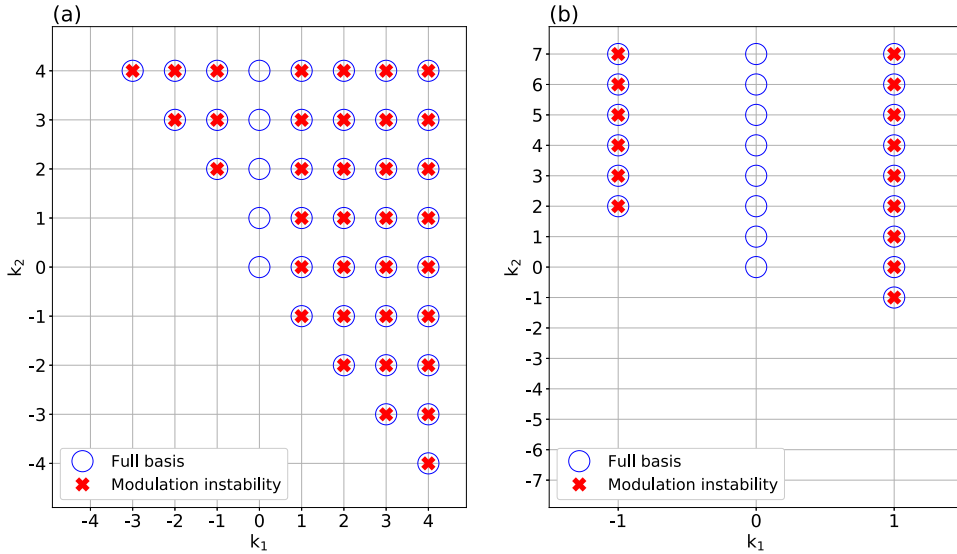 (a)
4
3
2
1
0
-1
-2
-3
-4
k2
Full basis
Modulation instability
-4 -3 -2 -1 0 1 2 3 4
k1
(b)
7
6
5
4
3
2
1
0
-1
-2
-3
-4
-5
-6
-7
k2
Full basis
Modulation instability
-1 0 1
k1